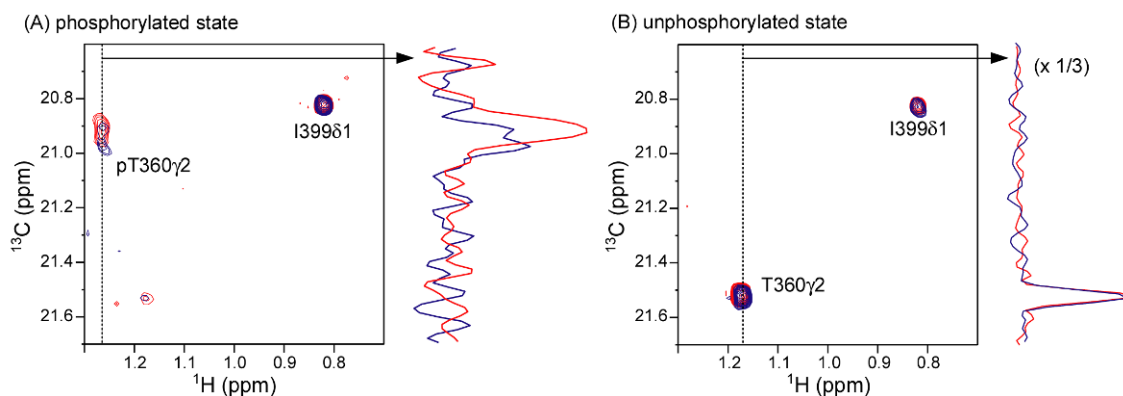 (A) phosphorylated state
20.8
21.0
21.2
21.4
21.6
¹³C (ppm)
I399δ1
pT360γ2
1.2 1.1 1.0 0.9 0.8
¹H (ppm)
(B) unphosphorylated state
(x 1/3)
20.8
21.0
21.2
21.4
21.6
¹³C (ppm)
I399δ1
T360γ2
1.2 1.1 1.0 0.9 0.8
¹H (ppm)